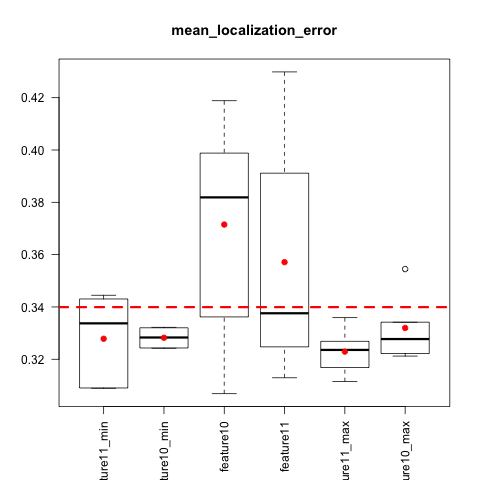 mean_localization_error
0.42
0.40
0.38
0.36
0.34
0.32
ture11_min
ture10_min
feature10
feature11
ure11_max
ure10_max